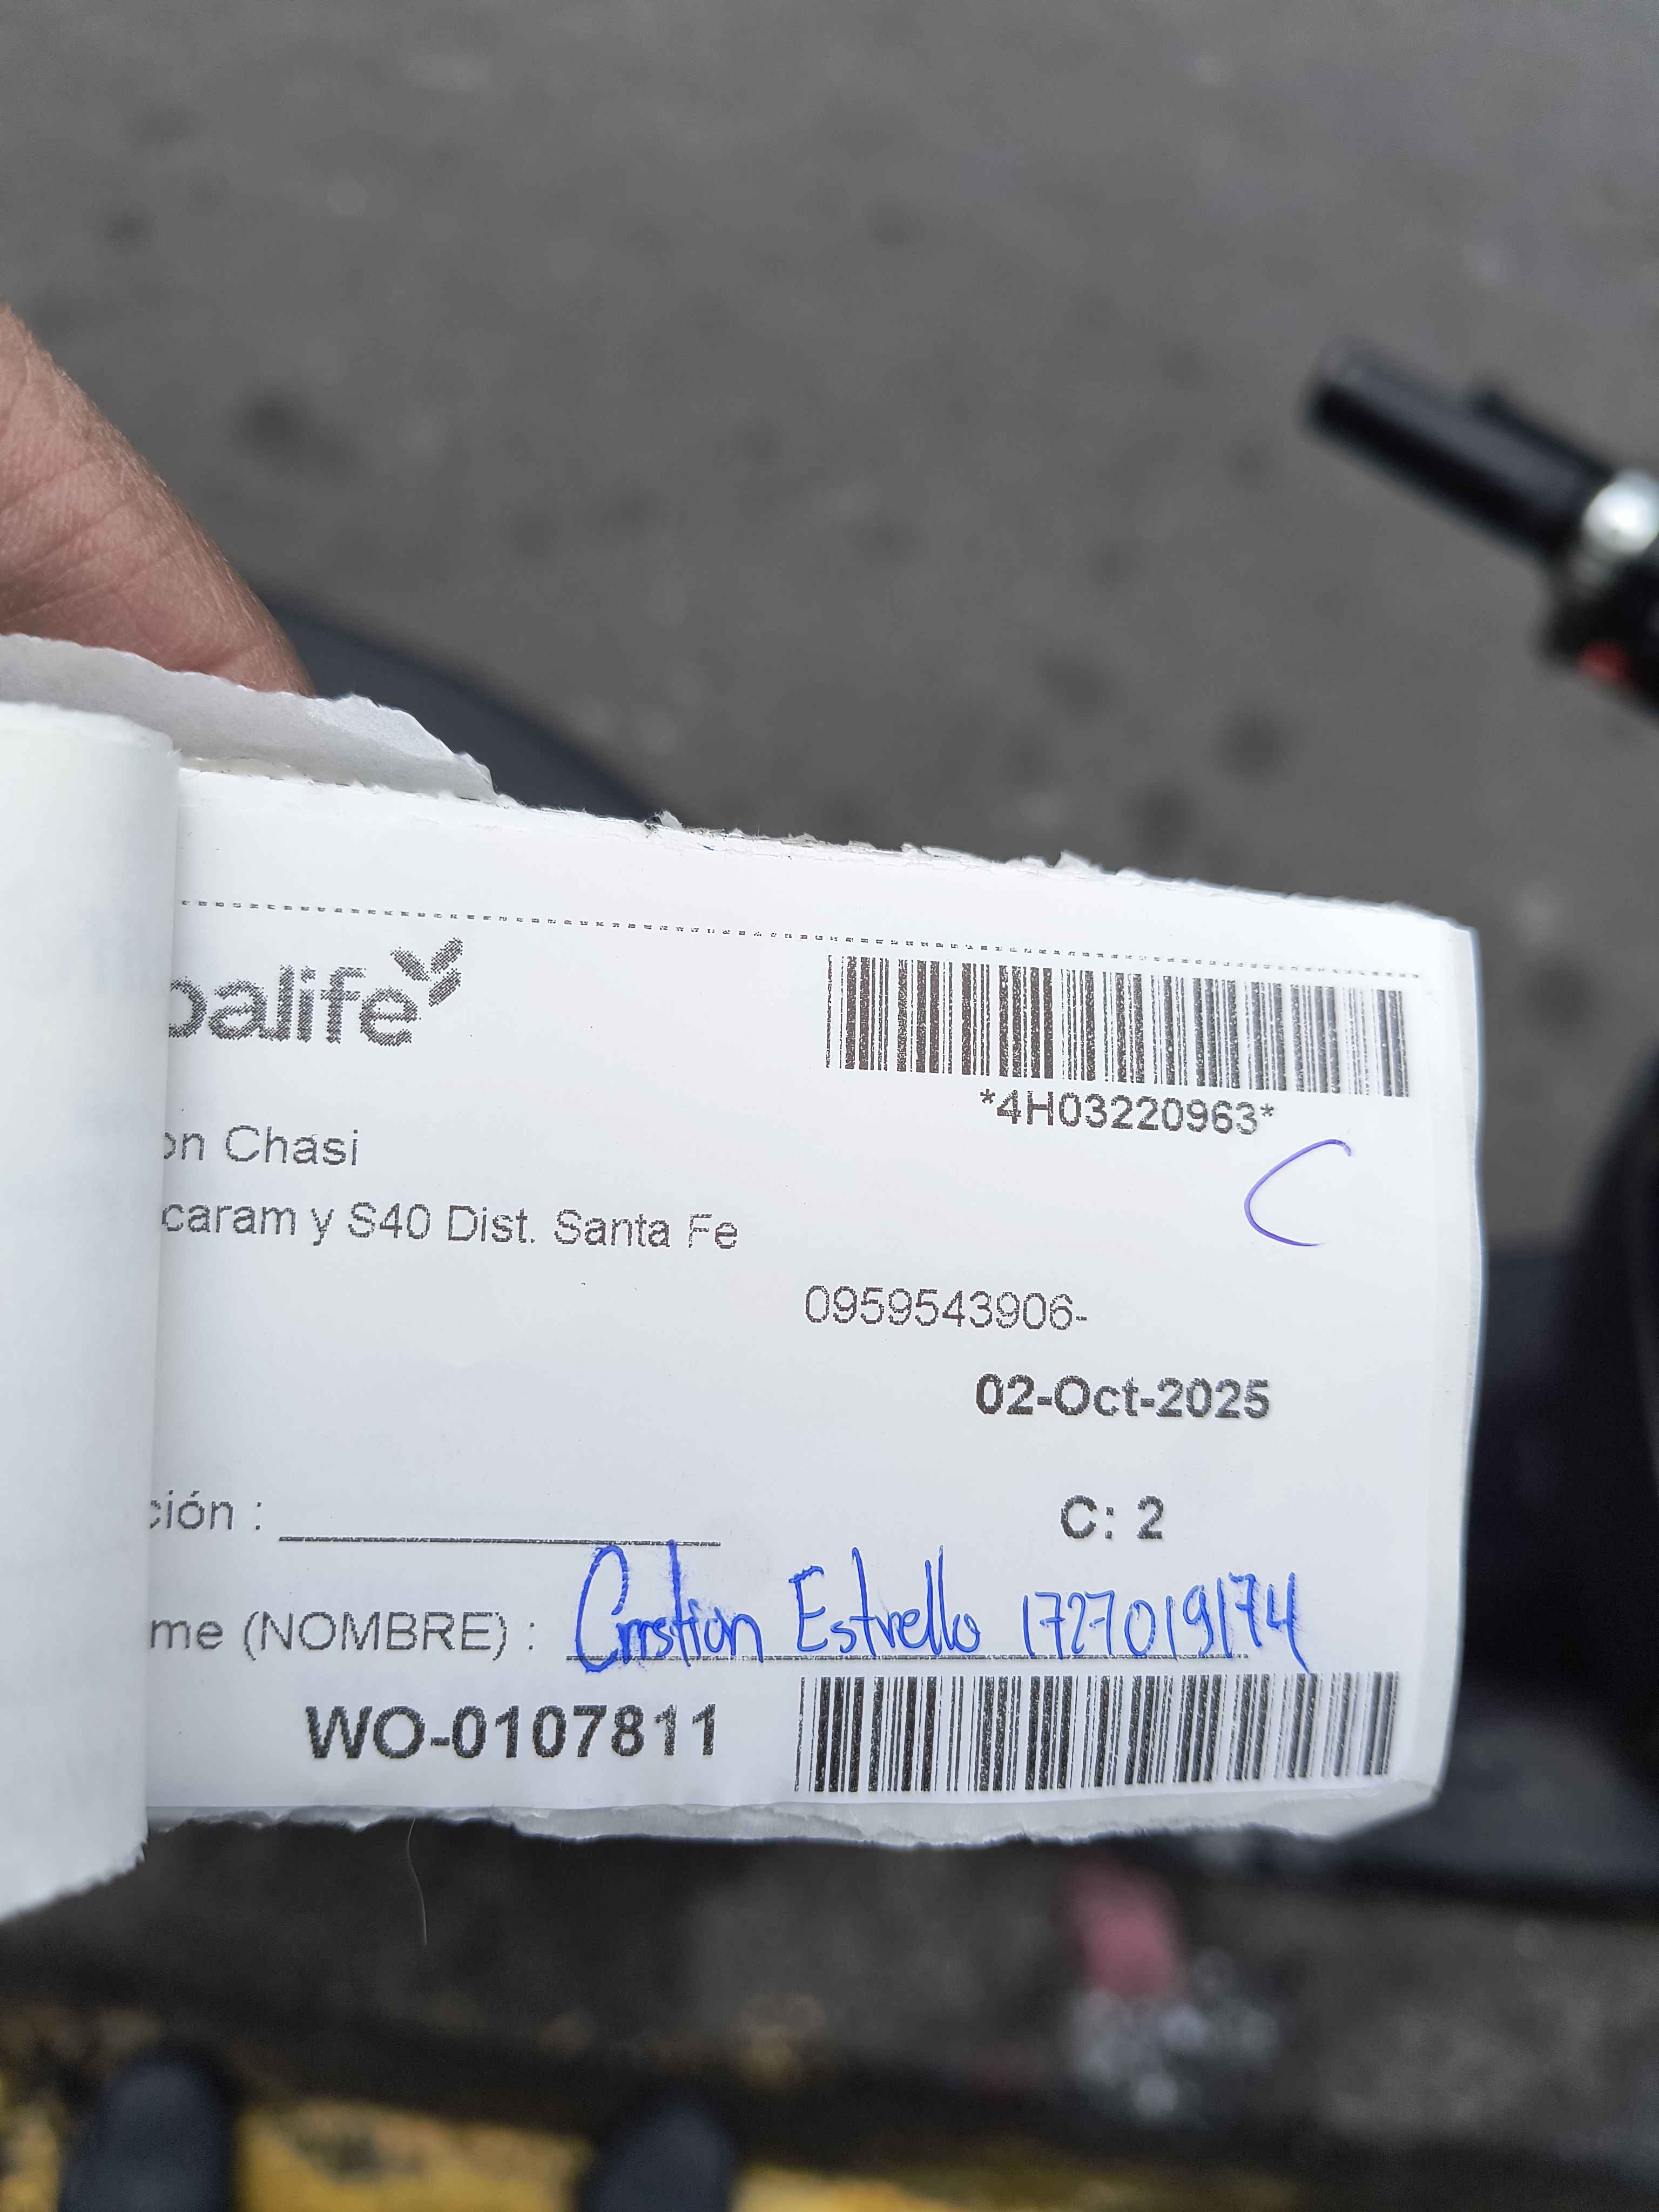 balife
*4H03220963*
on Chasi
caram y S40 Dist. Santa Fe
0959543906-
02-Oct-2025
ción :
C: 2
me (NOMBRE) : Cristian Estrella 1727019174
WO-0107811